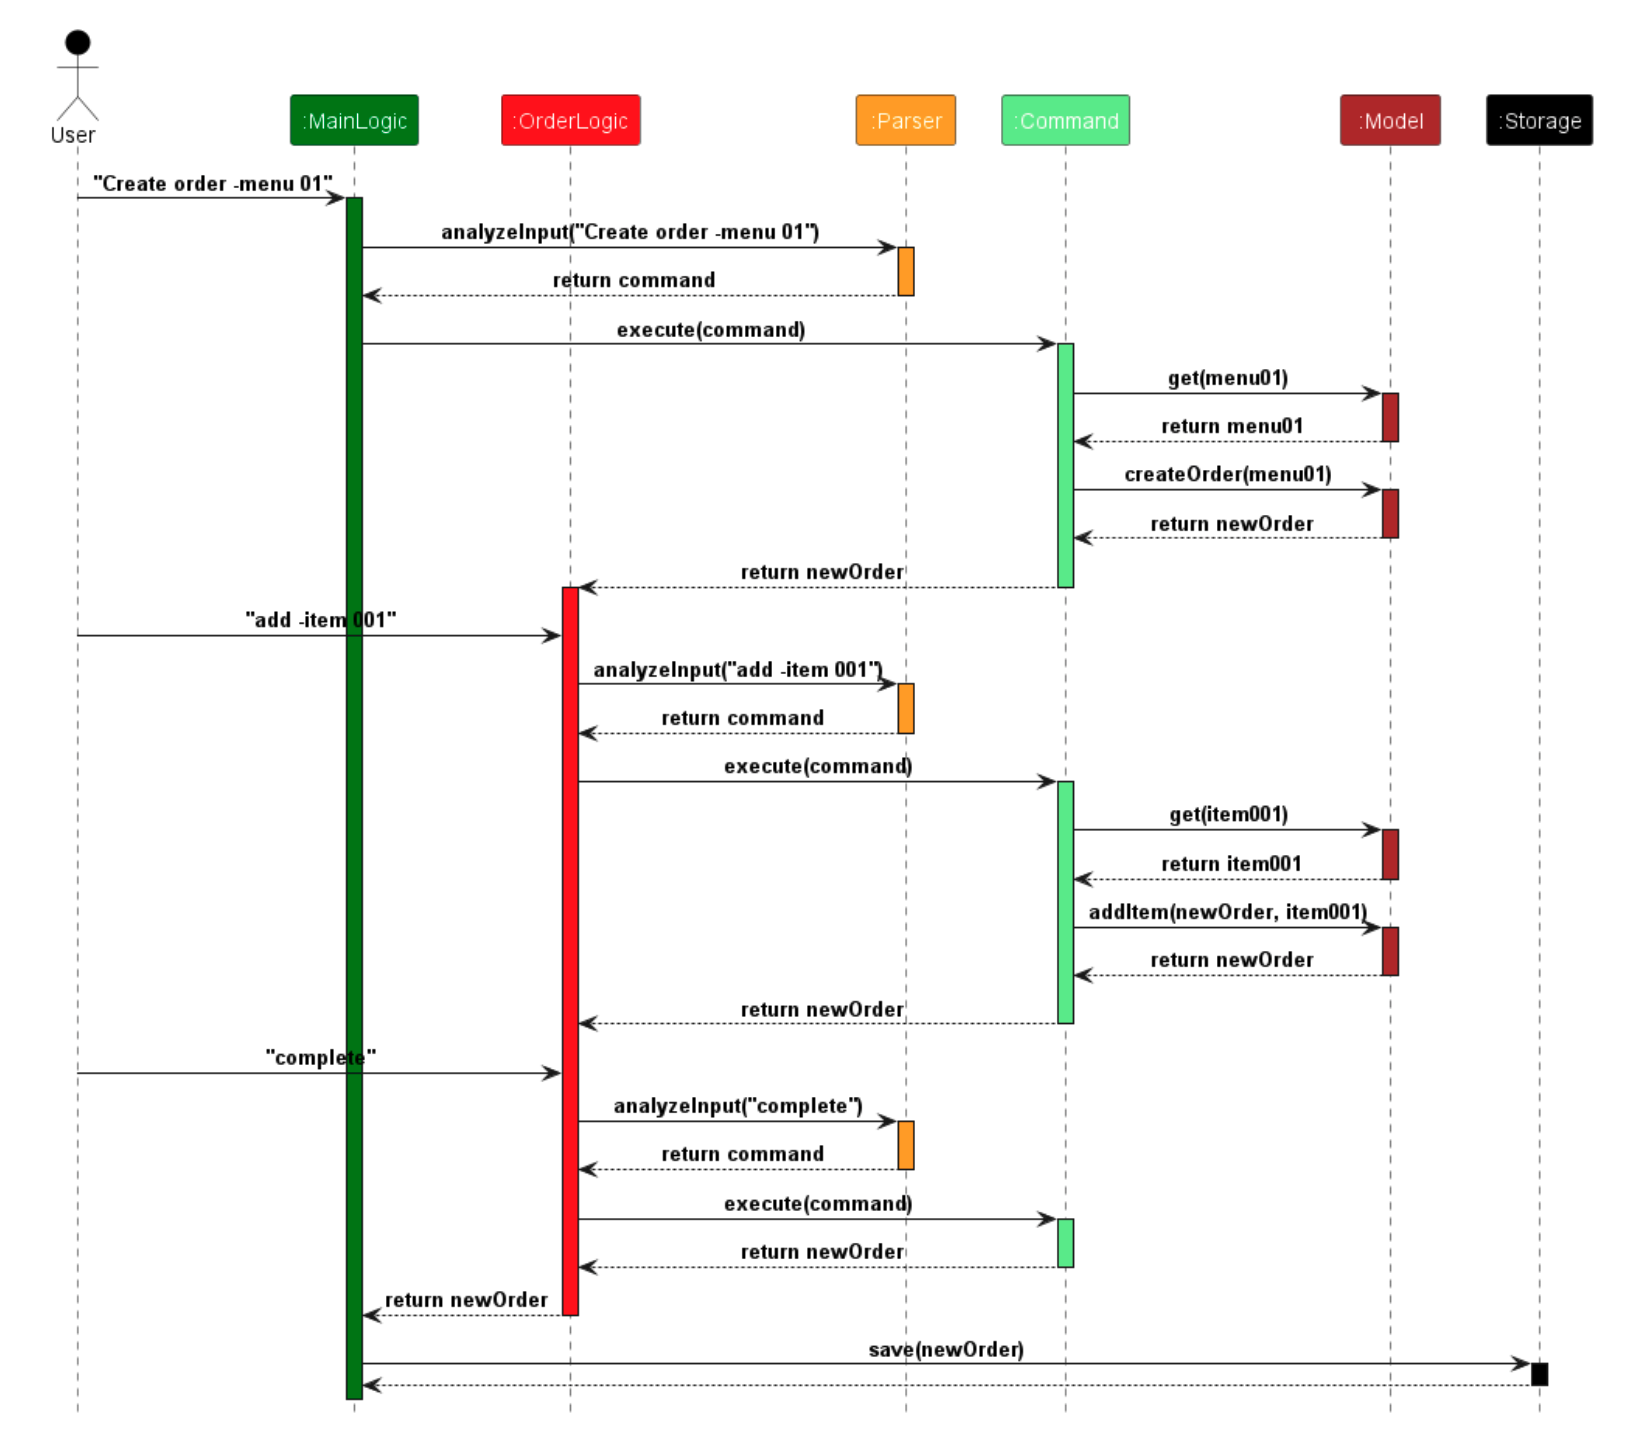 User
:MainLogic
:OrderLogic
:Parser
:Command
:Model
:Storage
"Create order -menu 01"
analyzeInput("Create order -menu 01")
return command
execute(command)
get(menu01)
return menu01
createOrder(menu01)
return newOrder
return newOrder
"add -item 001"
analyzeInput("add -item 001")
return command
execute(command)
get(item001)
return item001
addItem(newOrder, item001)
return newOrder
return newOrder
"complete"
analyzeInput("complete")
return command
execute(command)
return newOrder
return newOrder
save(newOrder)